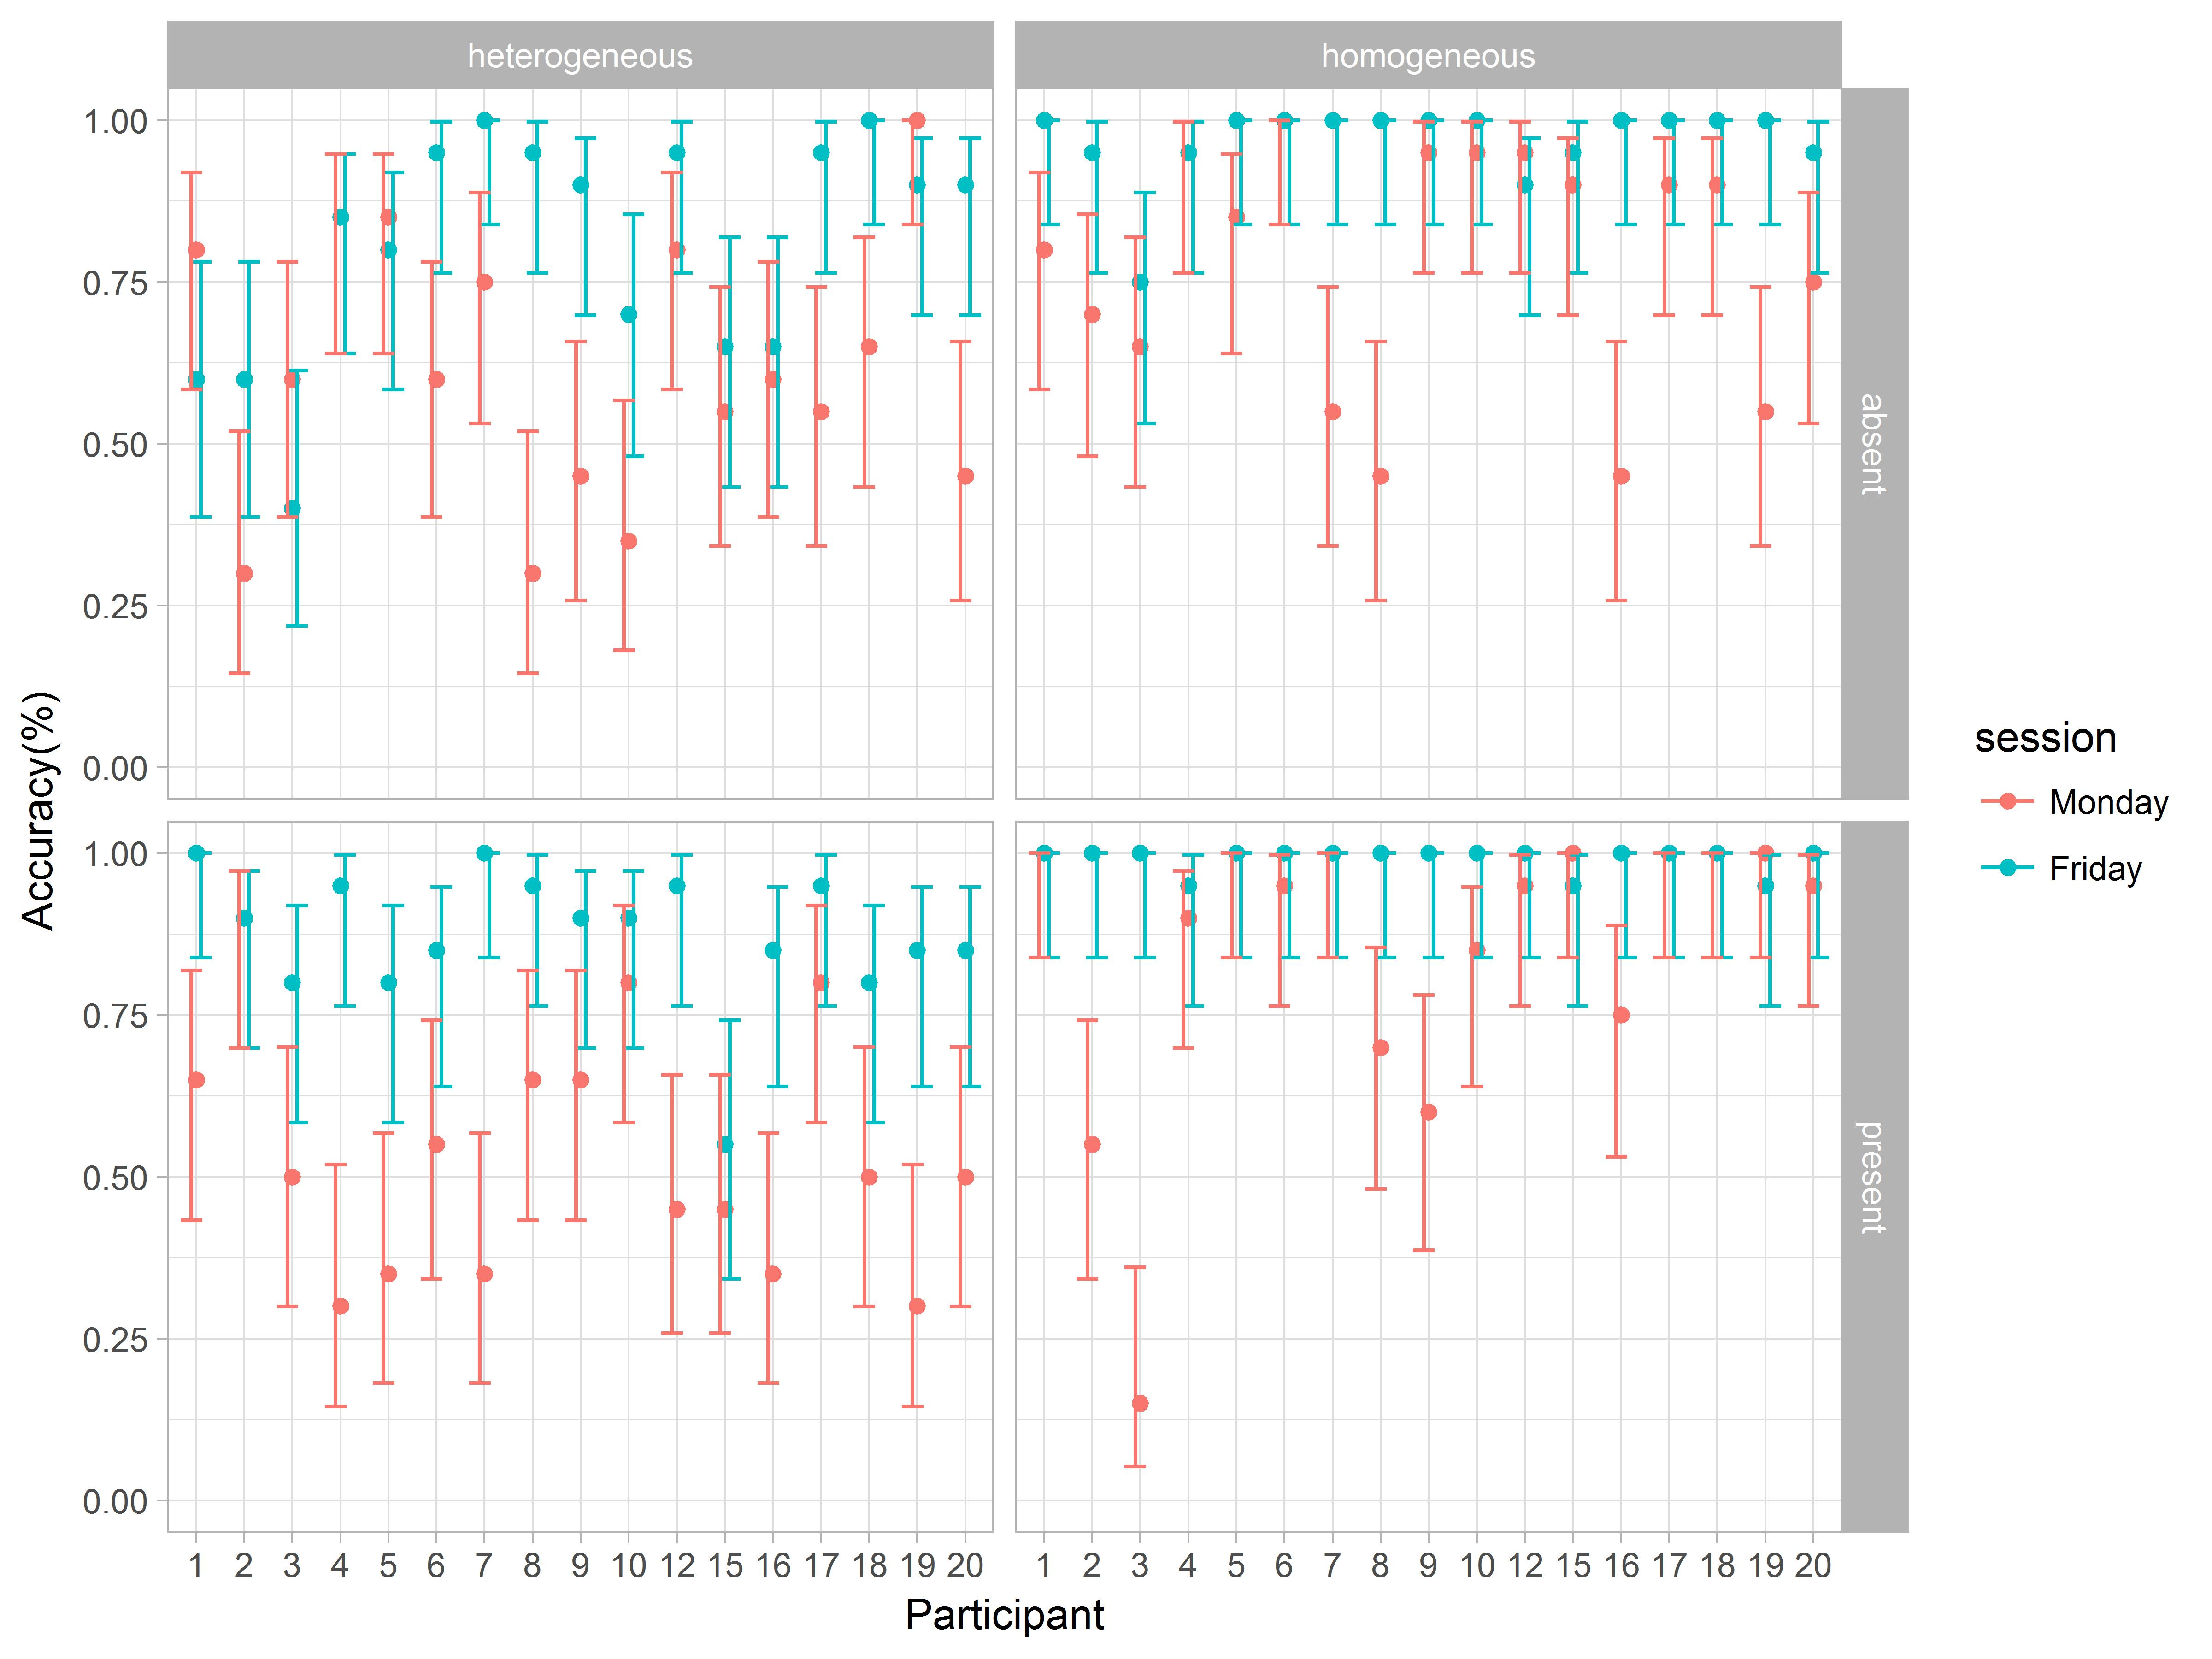 heterogeneous homogeneous
1.00
0.75
0.50
0.25
0.00
absent
1.00
0.75
0.50
0.25
0.00
present
Accuracy(%)
1 2 3 4 5 6 7 8 9 10 12 15 16 17 18 19 20 1 2 3 4 5 6 7 8 9 10 12 15 16 17 18 19 20
Participant
session
Monday
Friday